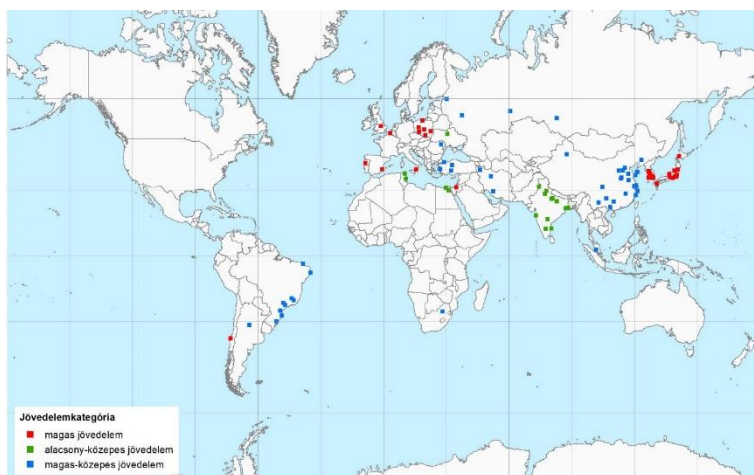 Jövedelemkategória
magas jövedelem
alacsony-közepes jövedelem
magas-közepes jövedelem